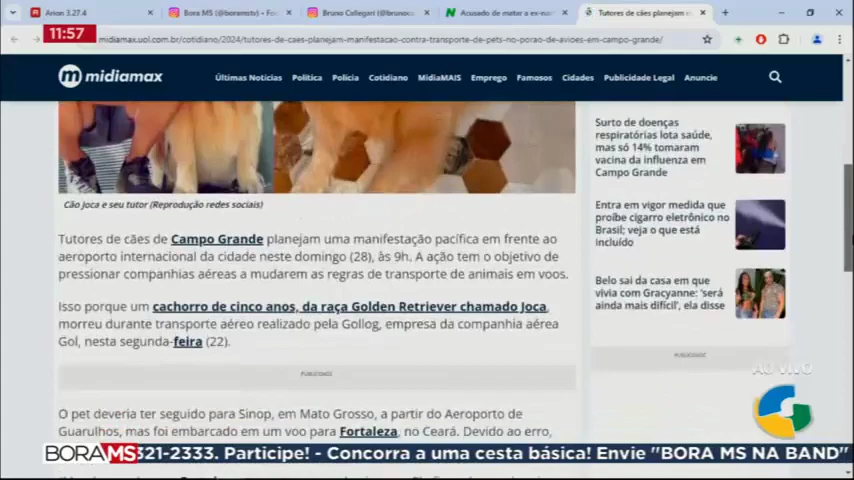 Arion 3.27.4
Bora MS (@boramstv) • Fo
Bruno Callegari (@brunoca
Acusado de matar a ex-nam
Tutores de cães planejam m
11:57
midiamax.uol.com.br/cotidiano/2024/tutores-de-caes-planejam-manifestacao-contra-transporte-de-pets-no-porao-de-avioes-em-campo-grande/
midiamax
Últimas Notícias Política Polícia Cotidiano MidiaMAIS Emprego Famosos Cidades Publicidade Legal Anuncie
Cão Joca e seu tutor (Reprodução redes sociais)
Tutores de cães de Campo Grande planejam uma manifestação pacífica em frente ao
aeroporto internacional da cidade neste domingo (28), às 9h. A ação tem o objetivo de
pressionar companhias aéreas a mudarem as regras de transporte de animais em voos.
Isso porque um cachorro de cinco anos, da raça Golden Retriever chamado Joca,
morreu durante transporte aéreo realizado pela Gollog, empresa da companhia aérea
Gol, nesta segunda-feira (22).
PUBLICIDADE
O pet deveria ter seguido para Sinop, em Mato Grosso, a partir do Aeroporto de
Guarulhos, mas foi embarcado em um voo para Fortaleza, no Ceará. Devido ao erro,
Surto de doenças
respiratórias lota saúde,
mas só 14% tomaram
vacina da influenza em
Campo Grande
Entra em vigor medida que
proíbe cigarro eletrônico no
Brasil; veja o que está
incluído
Belo sai da casa em que
vivia com Gracyanne: 'será
ainda mais difícil', ela disse
PUBLICIDADE
AO VIVO
BORA MS
321-2333. Participe! - Concorra a uma cesta básica! Envie "BORA MS NA BAND"